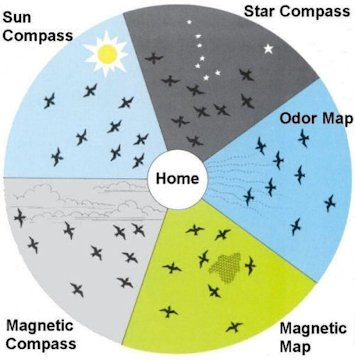 Sun
Compass
Star Compass
Odor Map
Home
Magnetic
Compass
Magnetic
Map